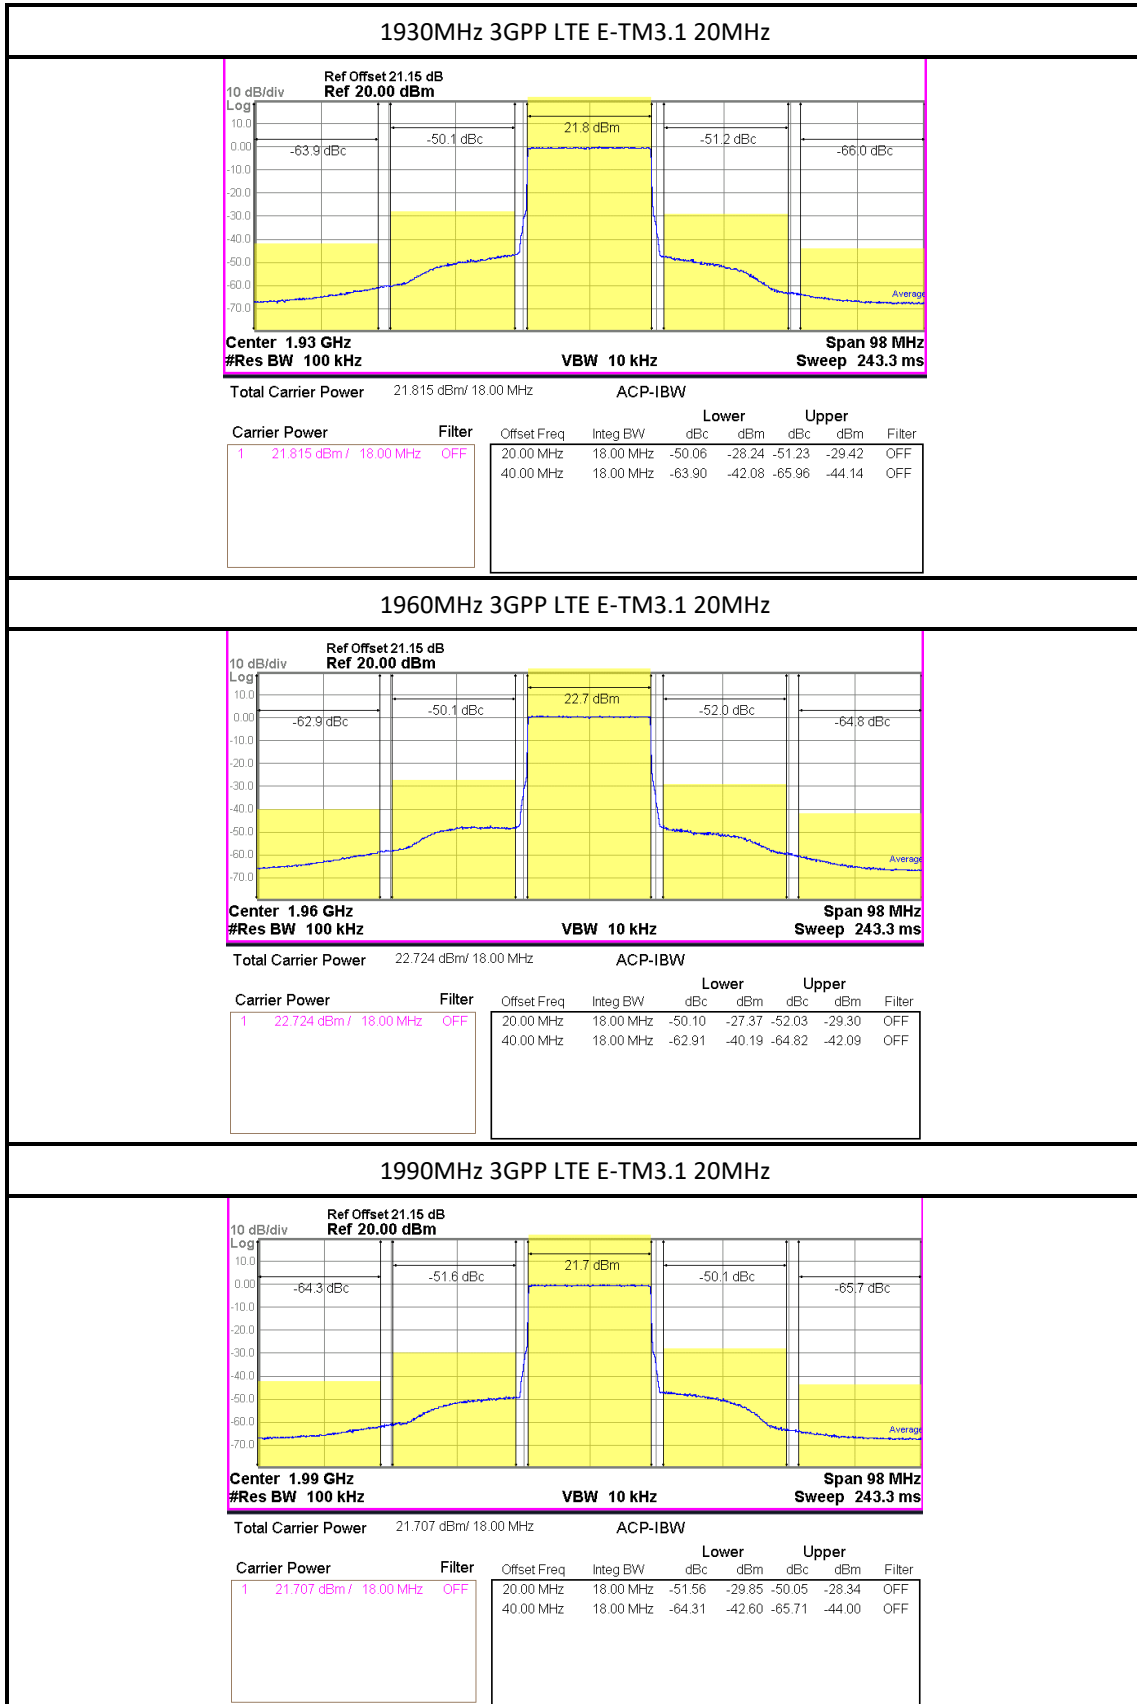 1930MHz 3GPP LTE E-TM3.1 20MHz
Ref Offset 21.15 dB
10 dB/div Ref 20.00 dBm
Log
10.0
0.00
-10.0
-20.0
-30.0
-40.0
-50.0
-60.0
-70.0
-63.9 dBc -50.1 dBc 21.8 dBm -51.2 dBc -66.0 dBc
Average
Center 1.93 GHz Span 98 MHz
#Res BW 100 kHz VBW 10 kHz Sweep 243.3 ms
Total Carrier Power 21.815 dBm/ 18.00 MHz ACP-IBW
Lower Upper
Carrier Power Filter Offset Freq Integ BW dBc dBm dBc dBm Filter
1 21.815 dBm / 18.00 MHz OFF 20.00 MHz 18.00 MHz -50.06 -28.24 -51.23 -29.42 OFF
40.00 MHz 18.00 MHz -63.90 -42.08 -65.96 -44.14 OFF
1960MHz 3GPP LTE E-TM3.1 20MHz
Ref Offset 21.15 dB
10 dB/div Ref 20.00 dBm
Log
10.0
0.00
-10.0
-20.0
-30.0
-40.0
-50.0
-60.0
-70.0
-62.9 dBc -50.1 dBc 22.7 dBm -52.0 dBc -64.8 dBc
Average
Center 1.96 GHz Span 98 MHz
#Res BW 100 kHz VBW 10 kHz Sweep 243.3 ms
Total Carrier Power 22.724 dBm/ 18.00 MHz ACP-IBW
Lower Upper
Carrier Power Filter Offset Freq Integ BW dBc dBm dBc dBm Filter
1 22.724 dBm / 18.00 MHz OFF 20.00 MHz 18.00 MHz -50.10 -27.37 -52.03 -29.30 OFF
40.00 MHz 18.00 MHz -62.91 -40.19 -64.82 -42.09 OFF
1990MHz 3GPP LTE E-TM3.1 20MHz
Ref Offset 21.15 dB
10 dB/div Ref 20.00 dBm
Log
10.0
0.00
-10.0
-20.0
-30.0
-40.0
-50.0
-60.0
-70.0
-64.3 dBc -51.6 dBc 21.7 dBm -50.1 dBc -65.7 dBc
Average
Center 1.99 GHz Span 98 MHz
#Res BW 100 kHz VBW 10 kHz Sweep 243.3 ms
Total Carrier Power 21.707 dBm/ 18.00 MHz ACP-IBW
Lower Upper
Carrier Power Filter Offset Freq Integ BW dBc dBm dBc dBm Filter
1 21.707 dBm / 18.00 MHz OFF 20.00 MHz 18.00 MHz -51.56 -29.85 -50.05 -28.34 OFF
40.00 MHz 18.00 MHz -64.31 -42.60 -65.71 -44.00 OFF